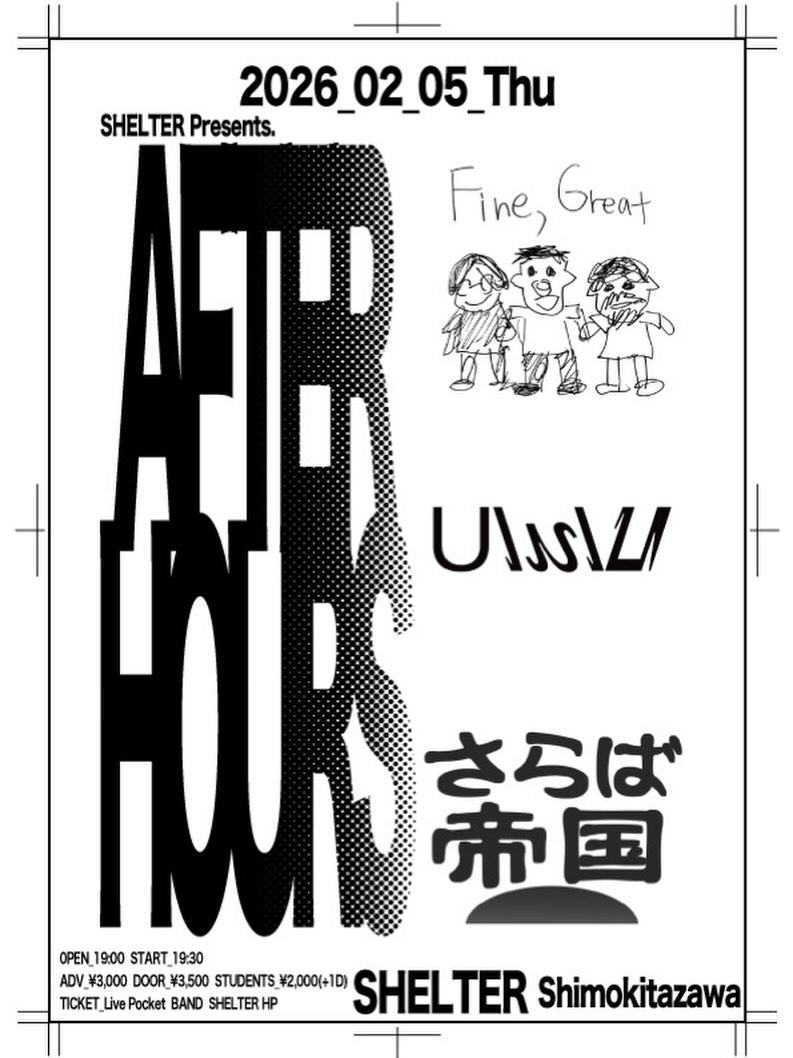 2026_02_05_Thu
SHELTER Presents.
AFTER
HOURS
Fine, Great
さらば
帝国
OPEN_19:00 START_19:30
ADV_¥3,000 DOOR_¥3,500 STUDENTS_¥2,000(+1D)
TICKET_Live Pocket BAND SHELTER HP
SHELTER Shimokitazawa